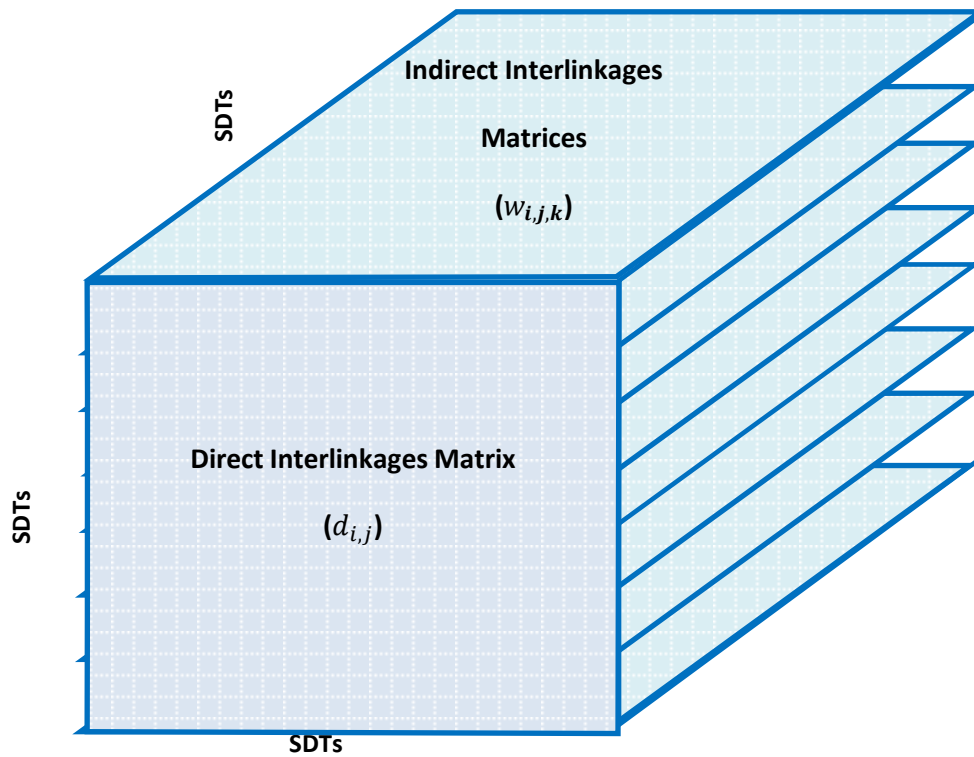 Indirect Interlinkages
SDTs
Matrices
(w_{i,j,k})
Direct Interlinkages Matrix
SDTs
(d_{i,j})
SDTs